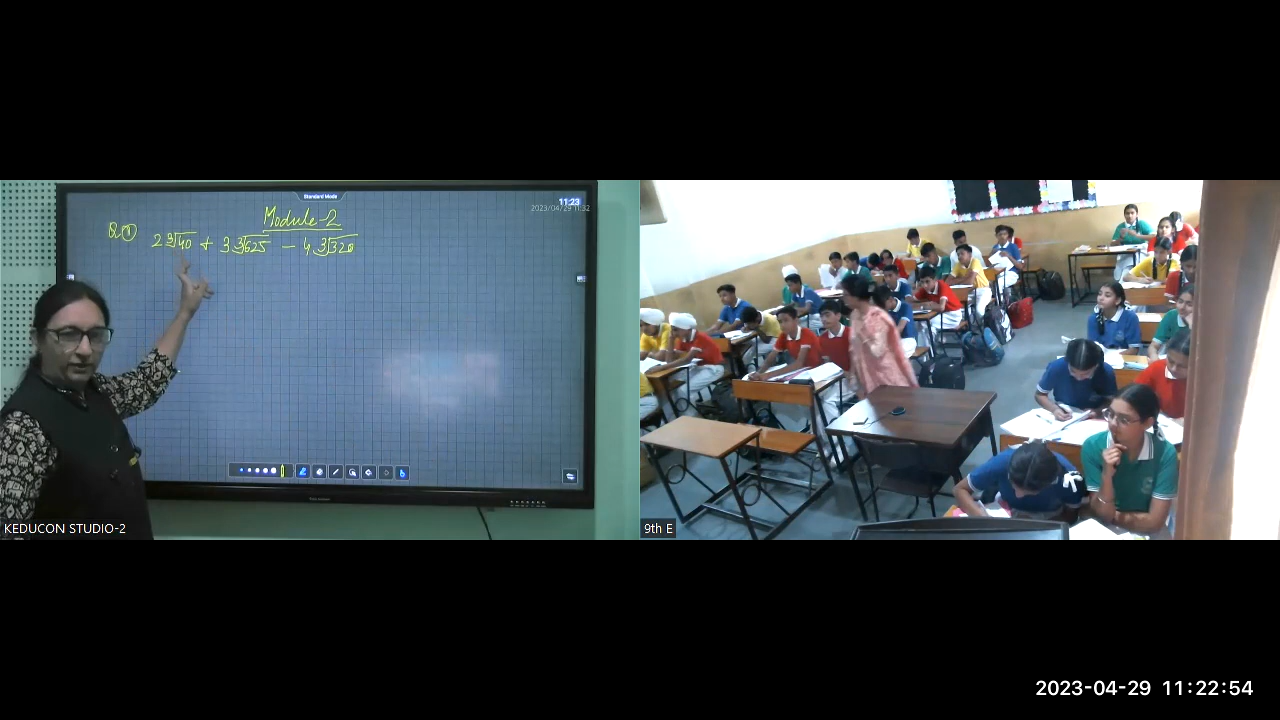 Standard Mode
11:23
2023/04/29 11:32
Module-2
Q ① 2 ∛40 + 3 ∛625 - 4 ∛320
KEDUCON STUDIO-2
9th E
2023-04-29 11:22:54